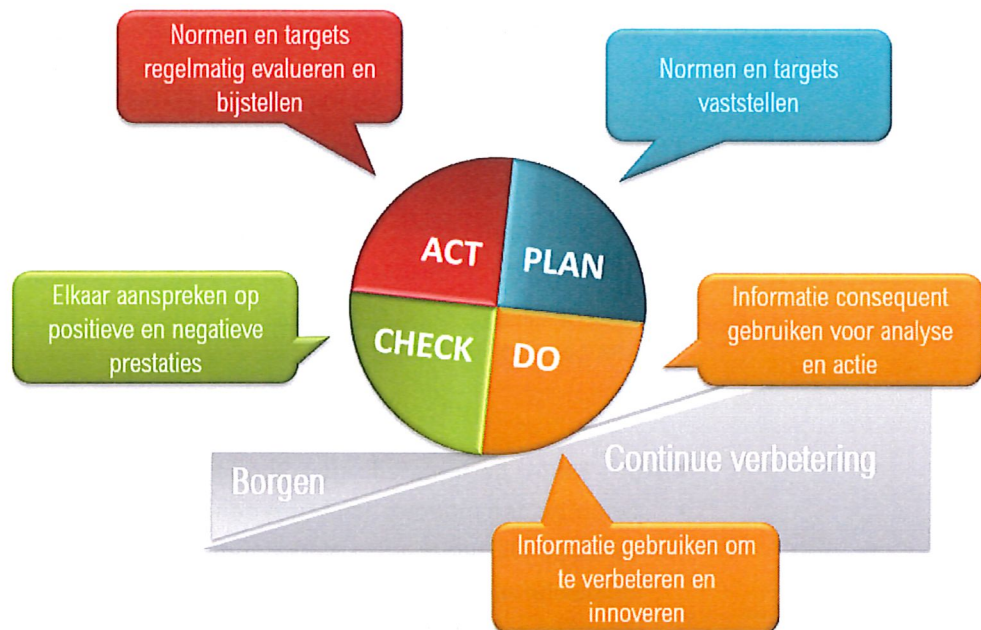 Normen en targets
regelmatig evalueren en
bijstellen
Normen en targets
vaststellen
ACT
PLAN
Elkaar aanspreken op
positieve en negatieve
prestaties
CHECK
DO
Informatie consequent
gebruiken voor analyse
en actie
Borgen
Continue verbetering
Informatie gebruiken om
te verbeteren en
innoveren